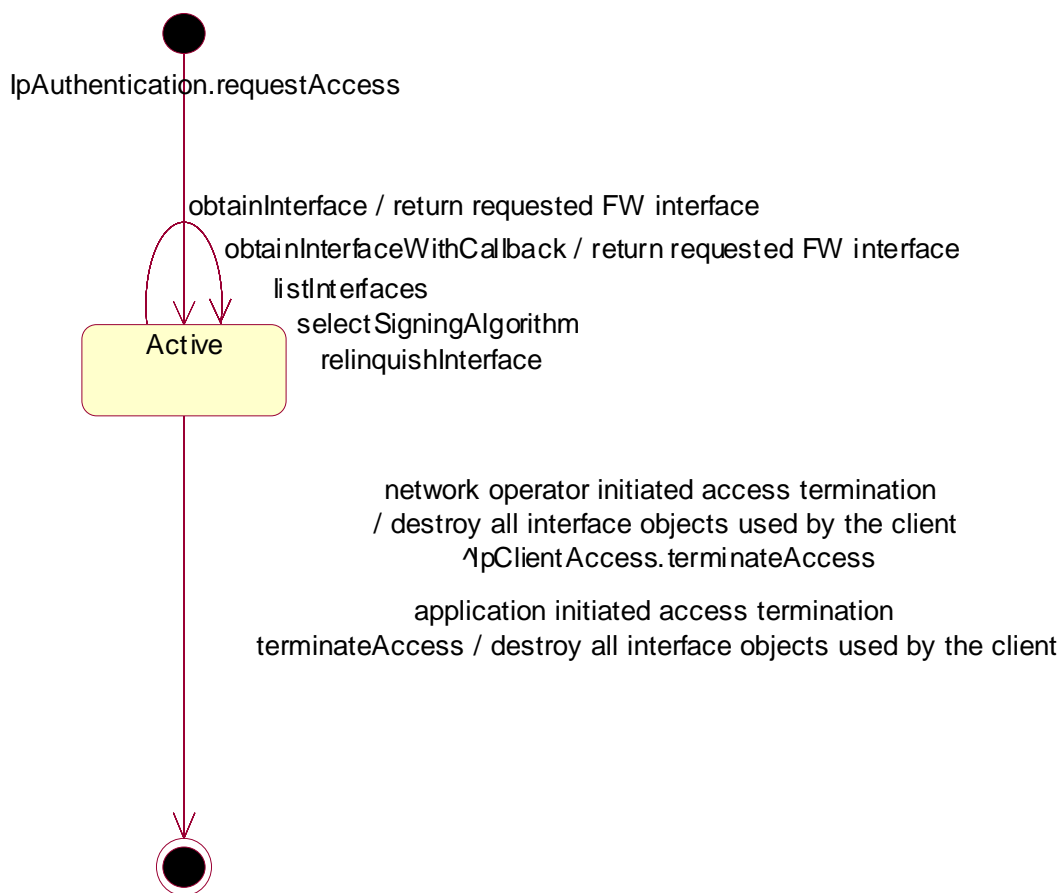 IpAuthentication.requestAccess
obtainInterface / return requested FW interface
obtainInterfaceWithCallback / return requested FW interface
listInterfaces
selectSigningAlgorithm
Active
relinquishInterface
network operator initiated access termination
/ destroy all interface objects used by the client
^IpClientAccess.terminateAccess
application initiated access termination
terminateAccess / destroy all interface objects used by the client